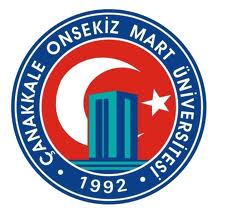 ÇANAKKALE ONSEKİZ MART ÜNİVERSİTESİ
• 1992 •